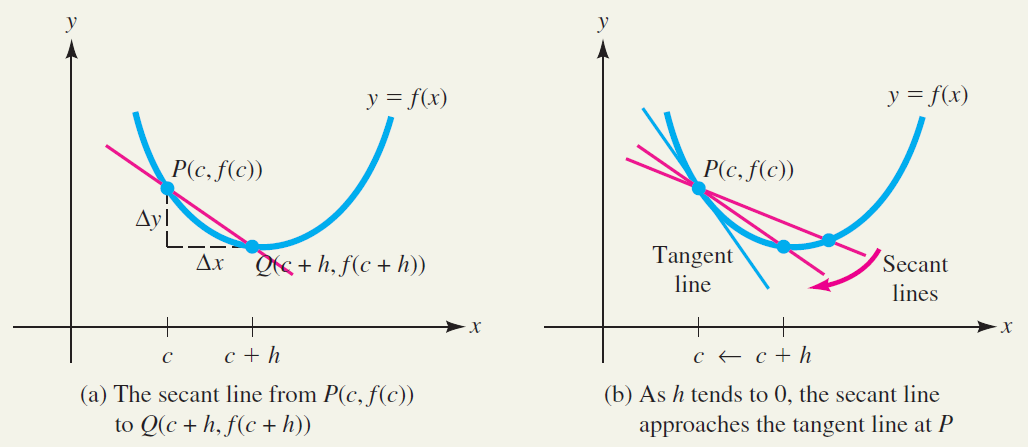 y
y = f(x)
P(c, f(c))
Δy
Δx
Q(c + h, f(c + h))
x
c
c + h
(a) The secant line from P(c, f(c))
to Q(c + h, f(c + h))
y
y = f(x)
P(c, f(c))
Tangent
line
Secant
lines
x
c ← c + h
(b) As h tends to 0, the secant line
approaches the tangent line at P